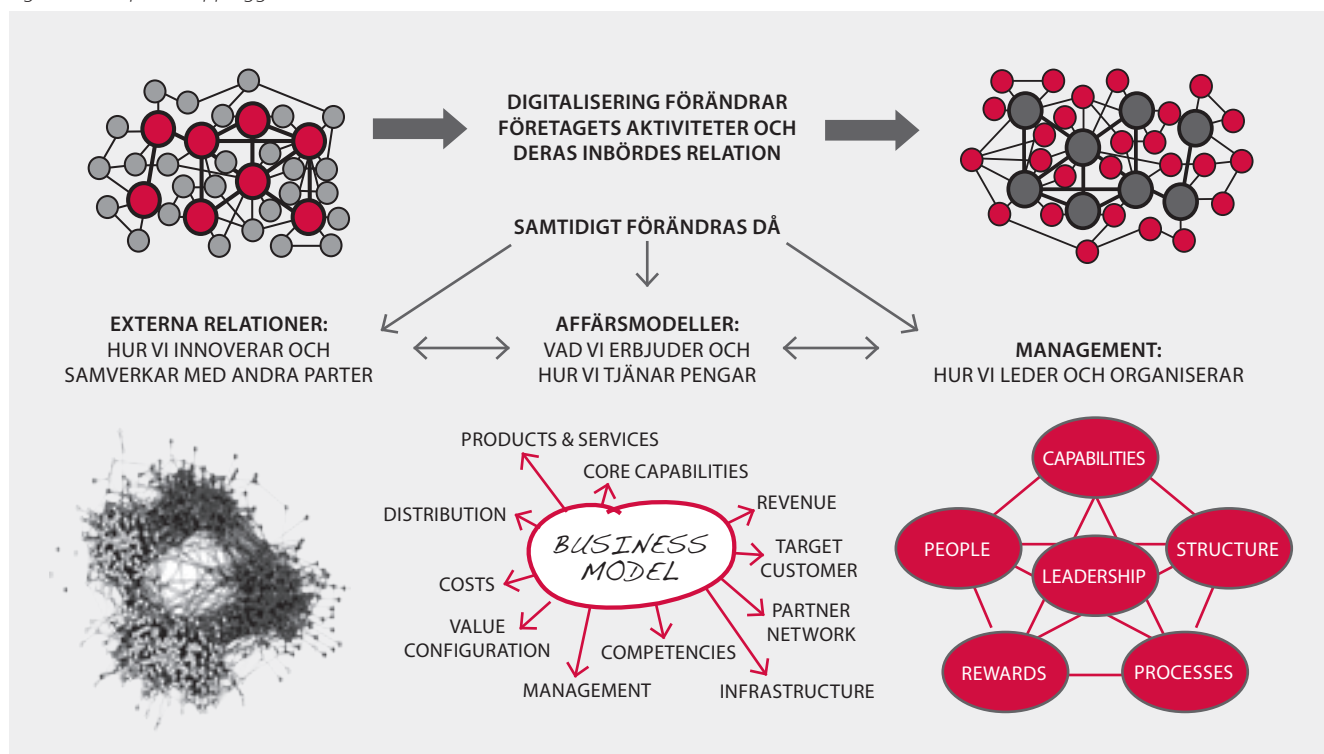 DIGITALISERING FÖRÄNDRAR
FÖRETAGETS AKTIVITETER OCH
DERAS INBÖRDES RELATION
SAMTIDIGT FÖRÄNDRAS DÅ
EXTERNA RELATIONER:
HUR VI INNOVERAR OCH
SAMVERKAR MED ANDRA PARTER
AFFÄRSMODELLER:
VAD VI ERBJUDER OCH
HUR VI TJÄNAR PENGAR
MANAGEMENT:
HUR VI LEDER OCH ORGANISERAR
PRODUCTS & SERVICES
CORE CAPABILITIES
DISTRIBUTION
REVENUE
BUSINESS
MODEL
TARGET
CUSTOMER
COSTS
PARTNER
NETWORK
VALUE
CONFIGURATION
COMPETENCIES
MANAGEMENT
INFRASTRUCTURE
CAPABILITIES
PEOPLE
STRUCTURE
LEADERSHIP
REWARDS
PROCESSES